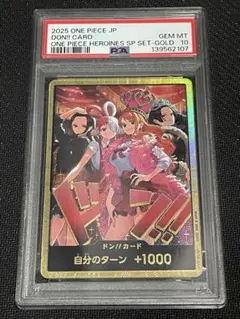 2025 ONE PIECE JP
DON!! CARD
GEM MT
ONE PIECE HEROINES SP SET-GOLD 10
PSA
139562107
ドン!!
ドン!!カード
自分のターン +1000